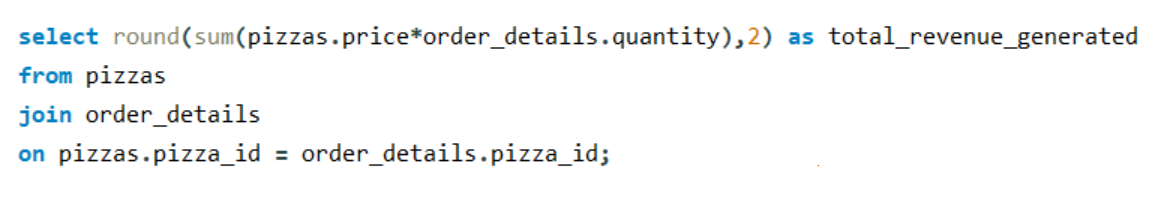 select round(sum(pizzas.price*order_details.quantity),2) as total_revenue_generated
from pizzas
join order_details
on pizzas.pizza_id = order_details.pizza_id;